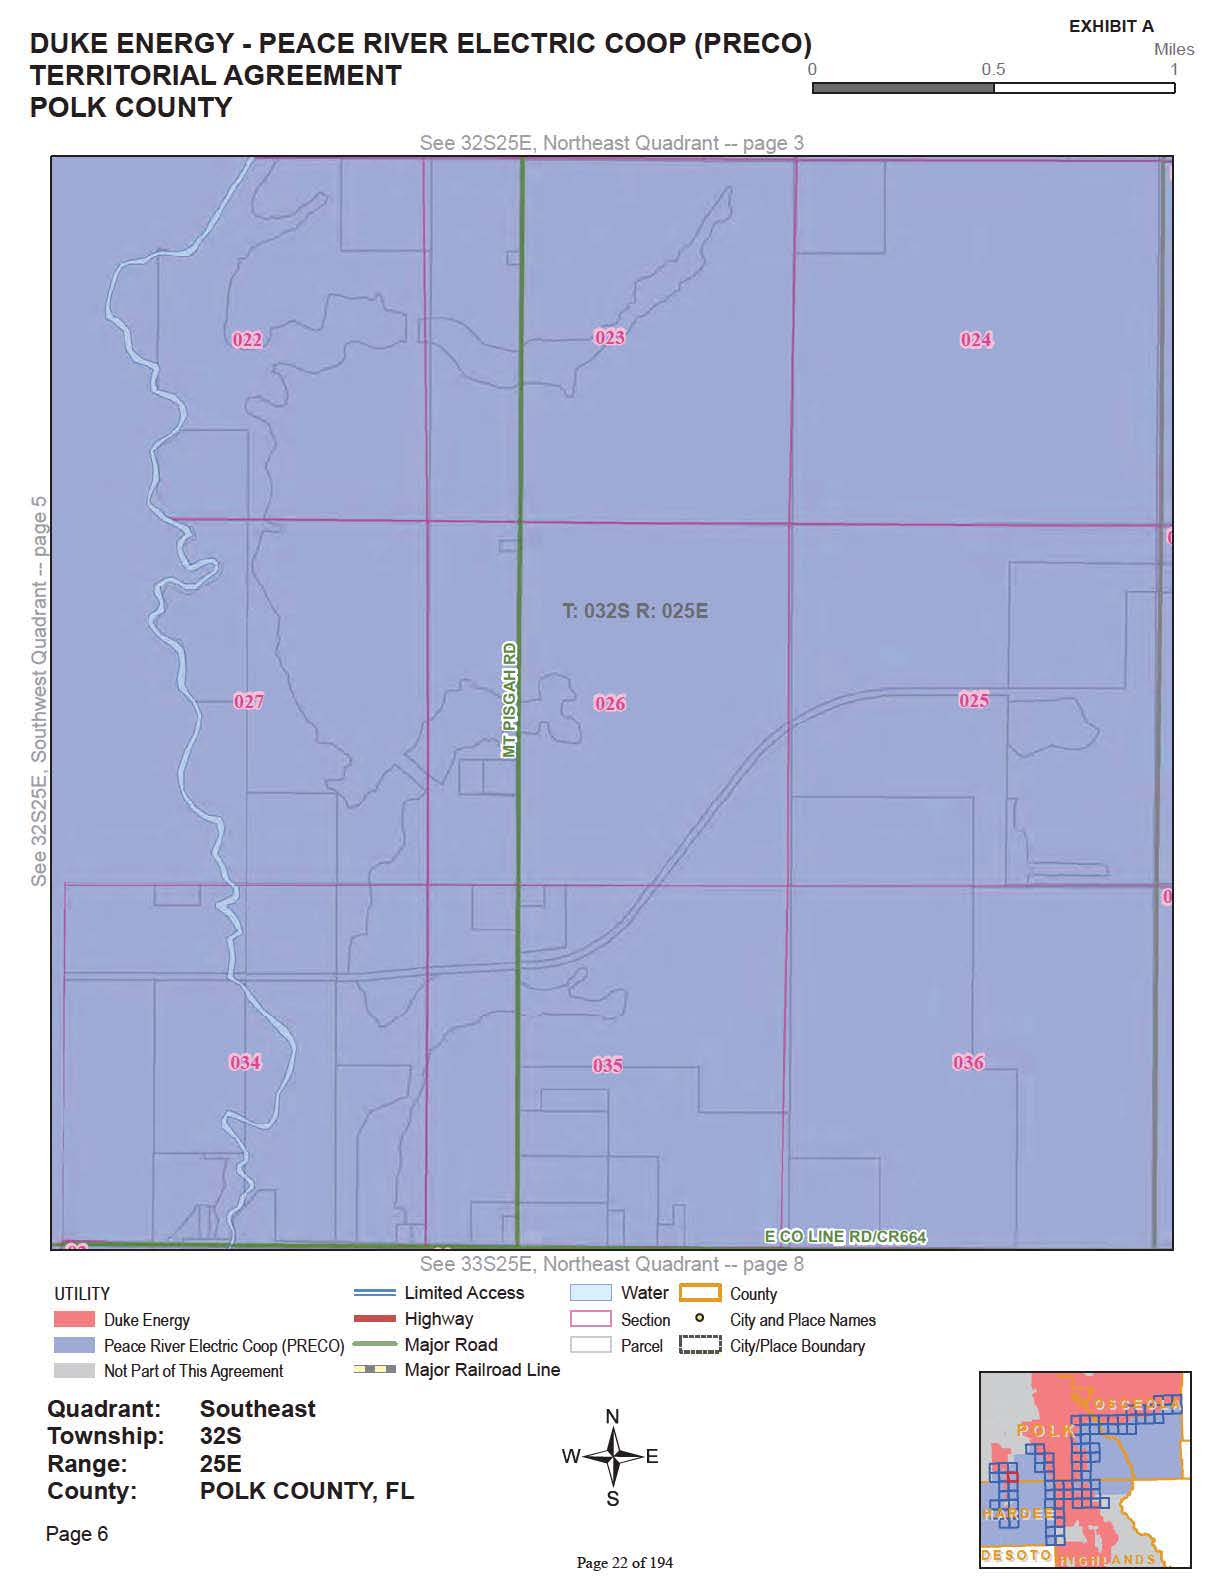 EXHIBIT A
DUKE ENERGY - PEACE RIVER ELECTRIC COOP (PRECO)
TERRITORIAL AGREEMENT
POLK COUNTY
Miles
0 0.5 1
See 32S25E, Northeast Quadrant -- page 3
See 32S25E, Southwest Quadrant -- page 5
022 023 024
T: 032S R: 025E
MT PISGAH RD
027 026 025
034 035 036
E CO LINE RD/CR664
See 33S25E, Northeast Quadrant -- page 8
UTILITY
Duke Energy
Peace River Electric Coop (PRECO)
Not Part of This Agreement
Limited Access
Highway
Major Road
Major Railroad Line
Water
Section
Parcel
County
City and Place Names
City/Place Boundary
Quadrant: Southeast
Township: 32S
Range: 25E
County: POLK COUNTY, FL
Page 6
N
W E
S
OSCEOLA
POLK
HARDEE
DESOTO
HIGHLANDS
Page 22 of 194